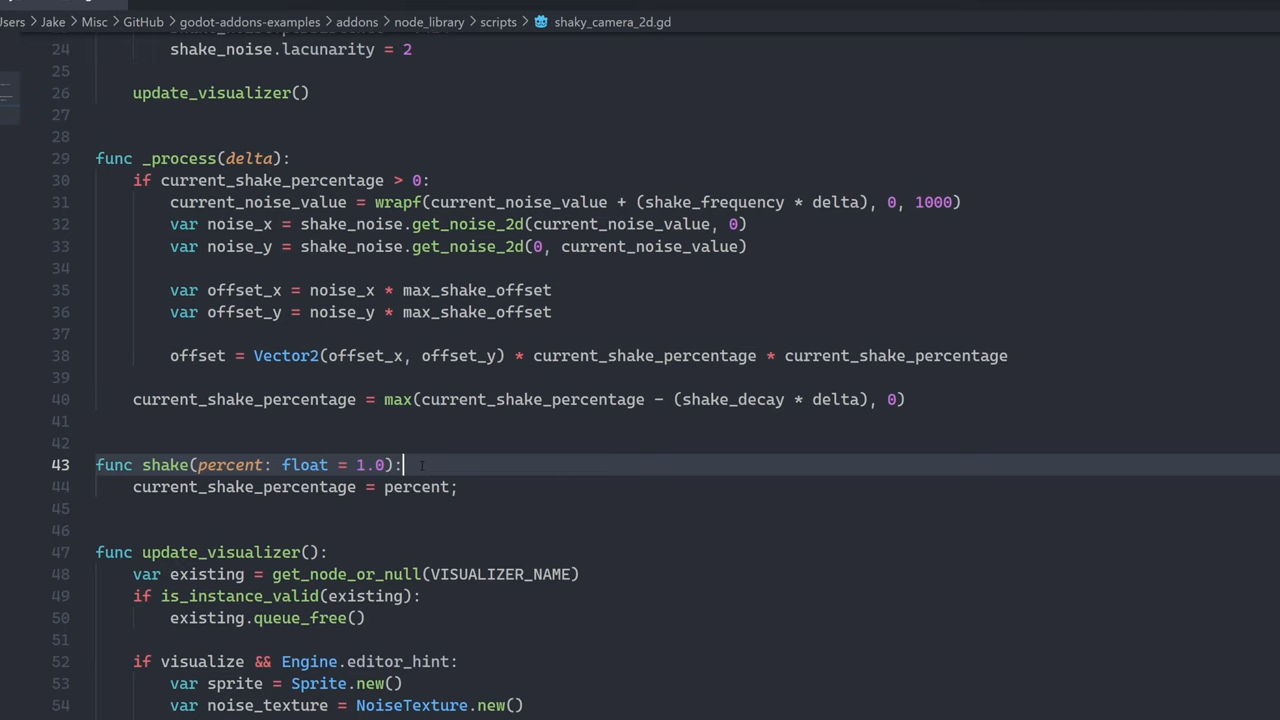 sers > Jake > Misc > GitHub > godot-addons-examples > addons > node_library > scripts > shaky_camera_2d.gd
24 shake_noise.lacunarity = 2
25
26 update_visualizer()
27
28
29 func _process(delta):
30 if current_shake_percentage > 0:
31 current_noise_value = wrapf(current_noise_value + (shake_frequency * delta), 0, 1000)
32 var noise_x = shake_noise.get_noise_2d(current_noise_value, 0)
33 var noise_y = shake_noise.get_noise_2d(0, current_noise_value)
34
35 var offset_x = noise_x * max_shake_offset
36 var offset_y = noise_y * max_shake_offset
37
38 offset = Vector2(offset_x, offset_y) * current_shake_percentage * current_shake_percentage
39
40 current_shake_percentage = max(current_shake_percentage - (shake_decay * delta), 0)
41
42
43 func shake(percent: float = 1.0):
44 current_shake_percentage = percent;
45
46
47 func update_visualizer():
48 var existing = get_node_or_null(VISUALIZER_NAME)
49 if is_instance_valid(existing):
50 existing.queue_free()
51
52 if visualize && Engine.editor_hint:
53 var sprite = Sprite.new()
54 var noise_texture = NoiseTexture.new()